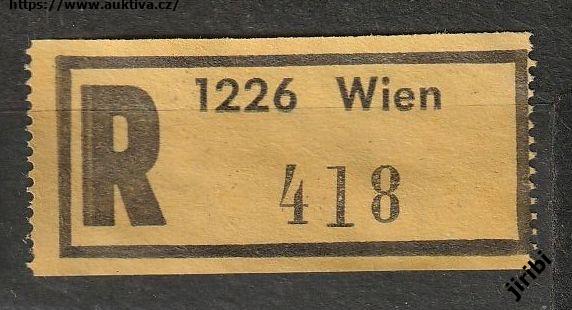 https://www.auktiva.cz/
R
1226 Wien
418
jiribi